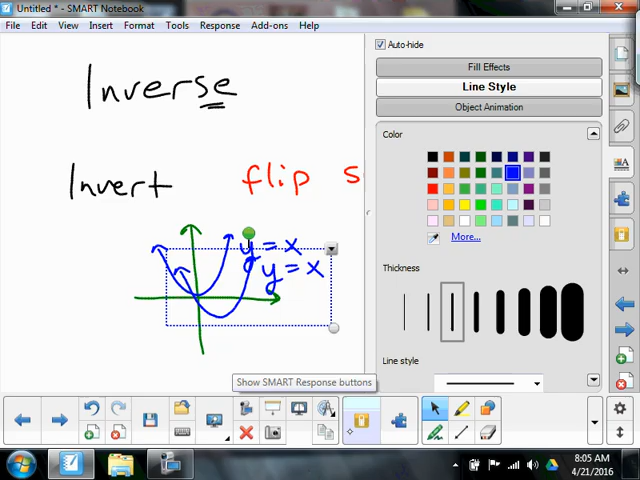 Untitled * - SMART Notebook
File Edit View Insert Format Tools Response Add-ons Help
Auto-hide
Fill Effects
Line Style
Object Animation
Inverse
Color
Invert flip s
More...
y = x
y = x
Thickness
Line style
Show SMART Response buttons
8:05 AM
4/21/2016